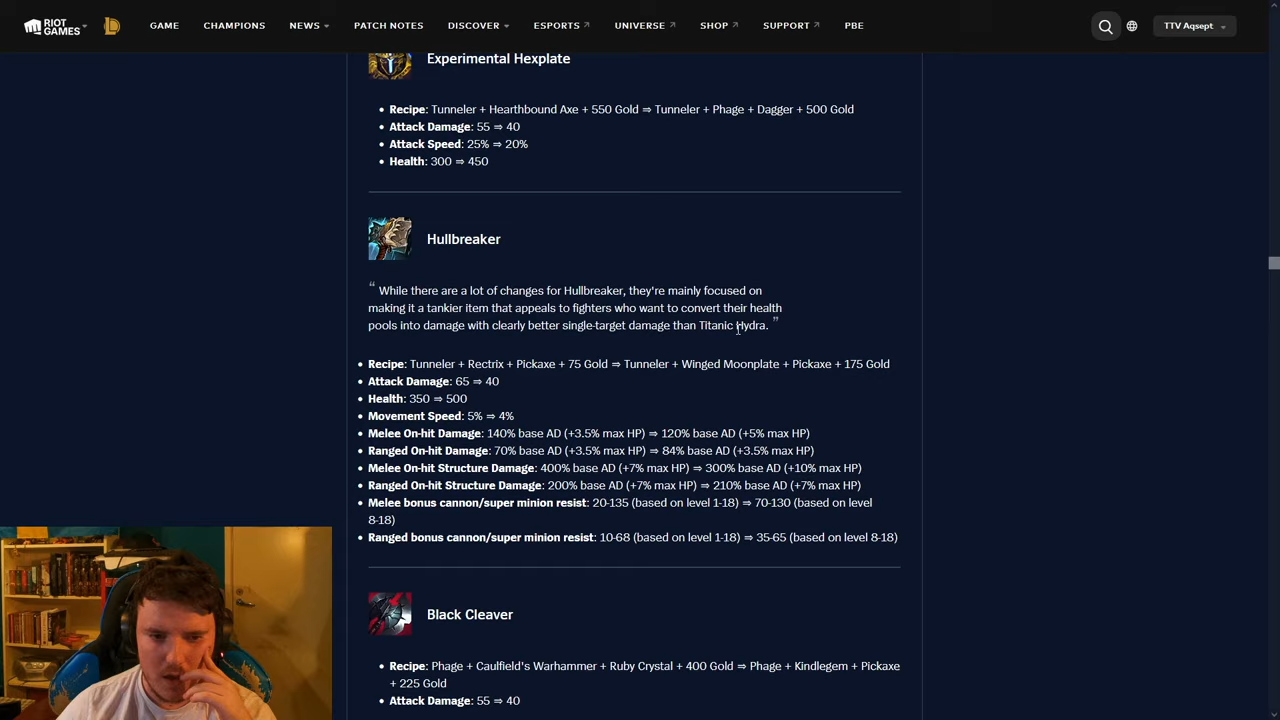 RIOT GAMES
GAME CHAMPIONS NEWS PATCH NOTES DISCOVER ESPORTS UNIVERSE SHOP SUPPORT PBE TTV Aqsept
Experimental Hexplate
• Recipe: Tunneler + Hearthbound Axe + 550 Gold ⇒ Tunneler + Phage + Dagger + 500 Gold
• Attack Damage: 55 ⇒ 40
• Attack Speed: 25% ⇒ 20%
• Health: 300 ⇒ 450
Hullbreaker
“ While there are a lot of changes for Hullbreaker, they're mainly focused on
making it a tankier item that appeals to fighters who want to convert their health
pools into damage with clearly better single-target damage than Titanic Hydra. ”
• Recipe: Tunneler + Rectrix + Pickaxe + 75 Gold ⇒ Tunneler + Winged Moonplate + Pickaxe + 175 Gold
• Attack Damage: 65 ⇒ 40
• Health: 350 ⇒ 500
• Movement Speed: 5% ⇒ 4%
• Melee On-hit Damage: 140% base AD (+3.5% max HP) ⇒ 120% base AD (+5% max HP)
• Ranged On-hit Damage: 70% base AD (+3.5% max HP) ⇒ 84% base AD (+3.5% max HP)
• Melee On-hit Structure Damage: 400% base AD (+7% max HP) ⇒ 300% base AD (+10% max HP)
• Ranged On-hit Structure Damage: 200% base AD (+7% max HP) ⇒ 210% base AD (+7% max HP)
• Melee bonus cannon/super minion resist: 20-135 (based on level 1-18) ⇒ 70-130 (based on level
8-18)
• Ranged bonus cannon/super minion resist: 10-68 (based on level 1-18) ⇒ 35-65 (based on level 8-18)
Black Cleaver
• Recipe: Phage + Caulfield's Warhammer + Ruby Crystal + 400 Gold ⇒ Phage + Kindlegem + Pickaxe
+ 225 Gold
• Attack Damage: 55 ⇒ 40